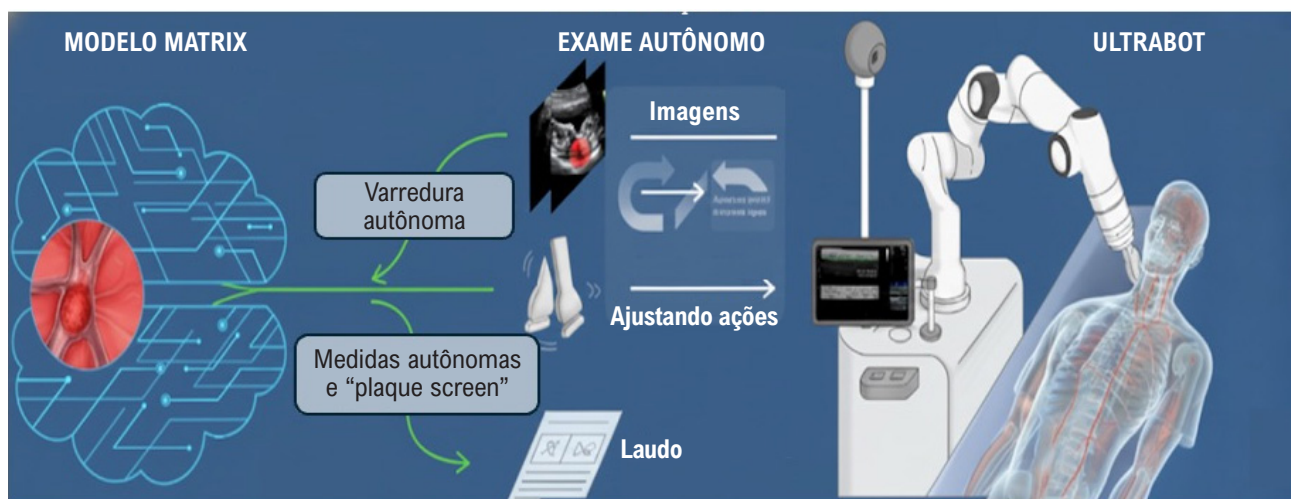 MODELO MATRIX
EXAME AUTÔNOMO
ULTRABOT
Imagens
Varredura
autônoma
Ajustando ações
Medidas autônomas
e “plaque screen”
Laudo